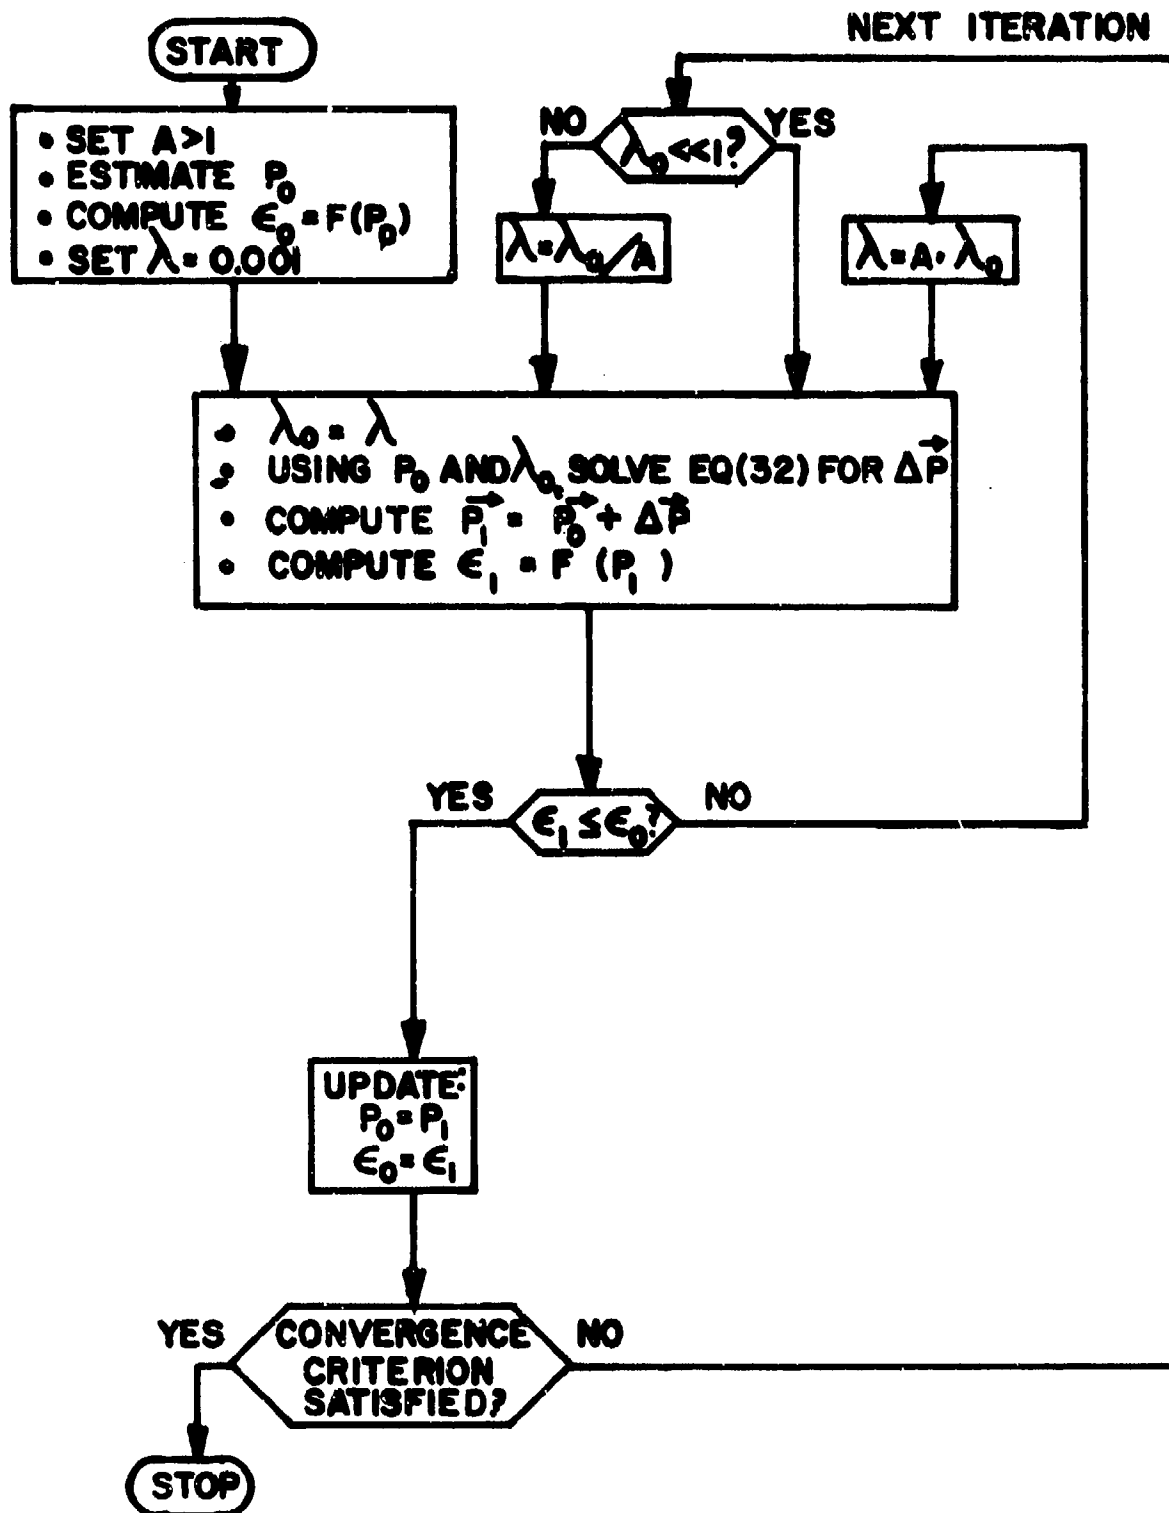 NEXT ITERATION
START
• SET A>1
• ESTIMATE P₀
• COMPUTE ϵ₀ = F(P₀)
• SET λ = 0.001
NO
λ₀ <<1?
YES
λ = λ₀/A
λ = A · λ₀
• λ₀ = λ
• USING P₀ AND λ₀, SOLVE EQ(32) FOR ΔP⃗
• COMPUTE P⃗₁ = P⃗₀ + ΔP⃗
• COMPUTE ϵ₁ = F (P₁ )
YES
ϵ₁ ≤ ϵ₀?
NO
UPDATE:
P₀ = P₁
ϵ₀ = ϵ₁
YES
CONVERGENCE
CRITERION
SATISFIED?
NO
STOP